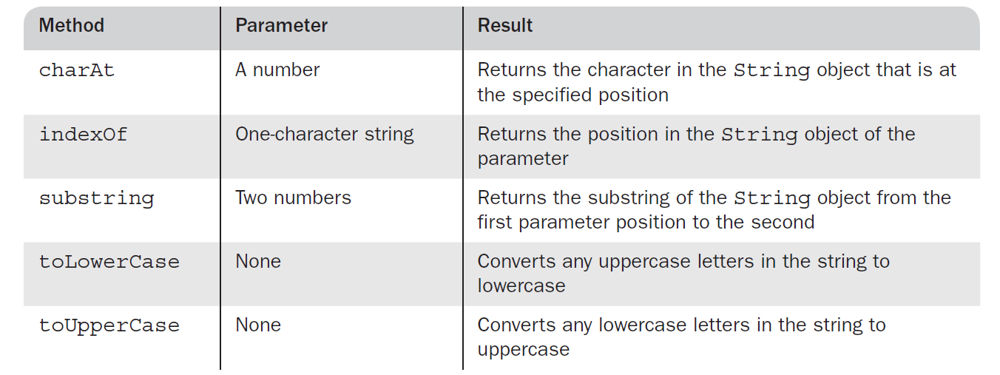 Method Parameter Result
charAt A number Returns the character in the String object that is at
the specified position
indexOf One-character string Returns the position in the String object of the
parameter
substring Two numbers Returns the substring of the String object from the
first parameter position to the second
toLowerCase None Converts any uppercase letters in the string to
lowercase
toUpperCase None Converts any lowercase letters in the string to
uppercase